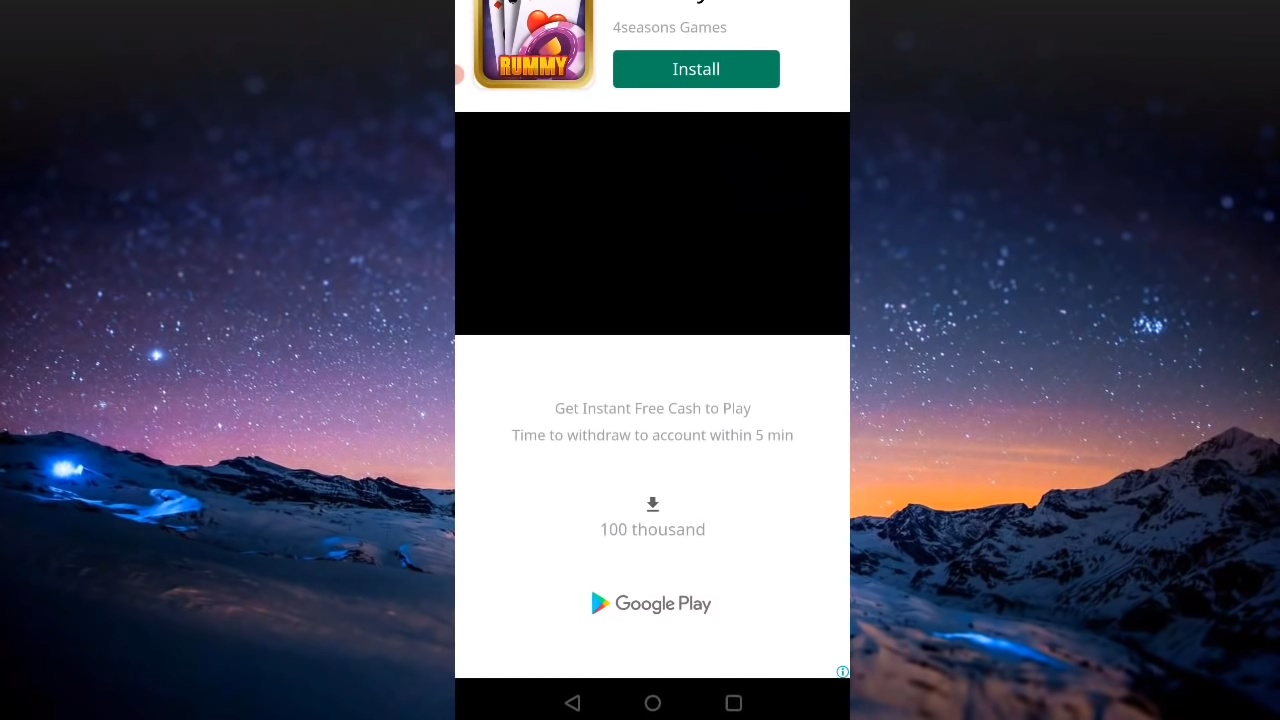 4seasons Games
RUMMY
Install
Get Instant Free Cash to Play
Time to withdraw to account within 5 min
100 thousand
Google Play